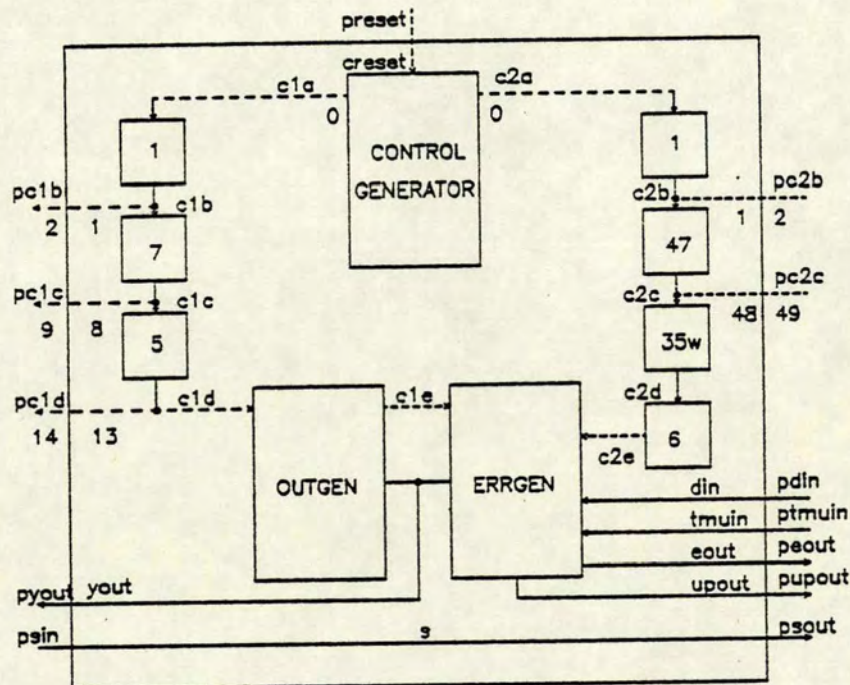 preset
creset
c1a
c2a
0
0
1
CONTROL
GENERATOR
1
pc1b
c1b
c2b
pc2b
2
1
1
2
7
47
pc1c
c1c
c2c
pc2c
9
8
48
49
5
35w
pc1d
c1d
c1e
c2d
14
13
6
c2e
OUTGEN
ERRGEN
din
pdin
tmuin
ptmuin
eout
peout
upout
pupout
pyout
yout
psin
s
psout